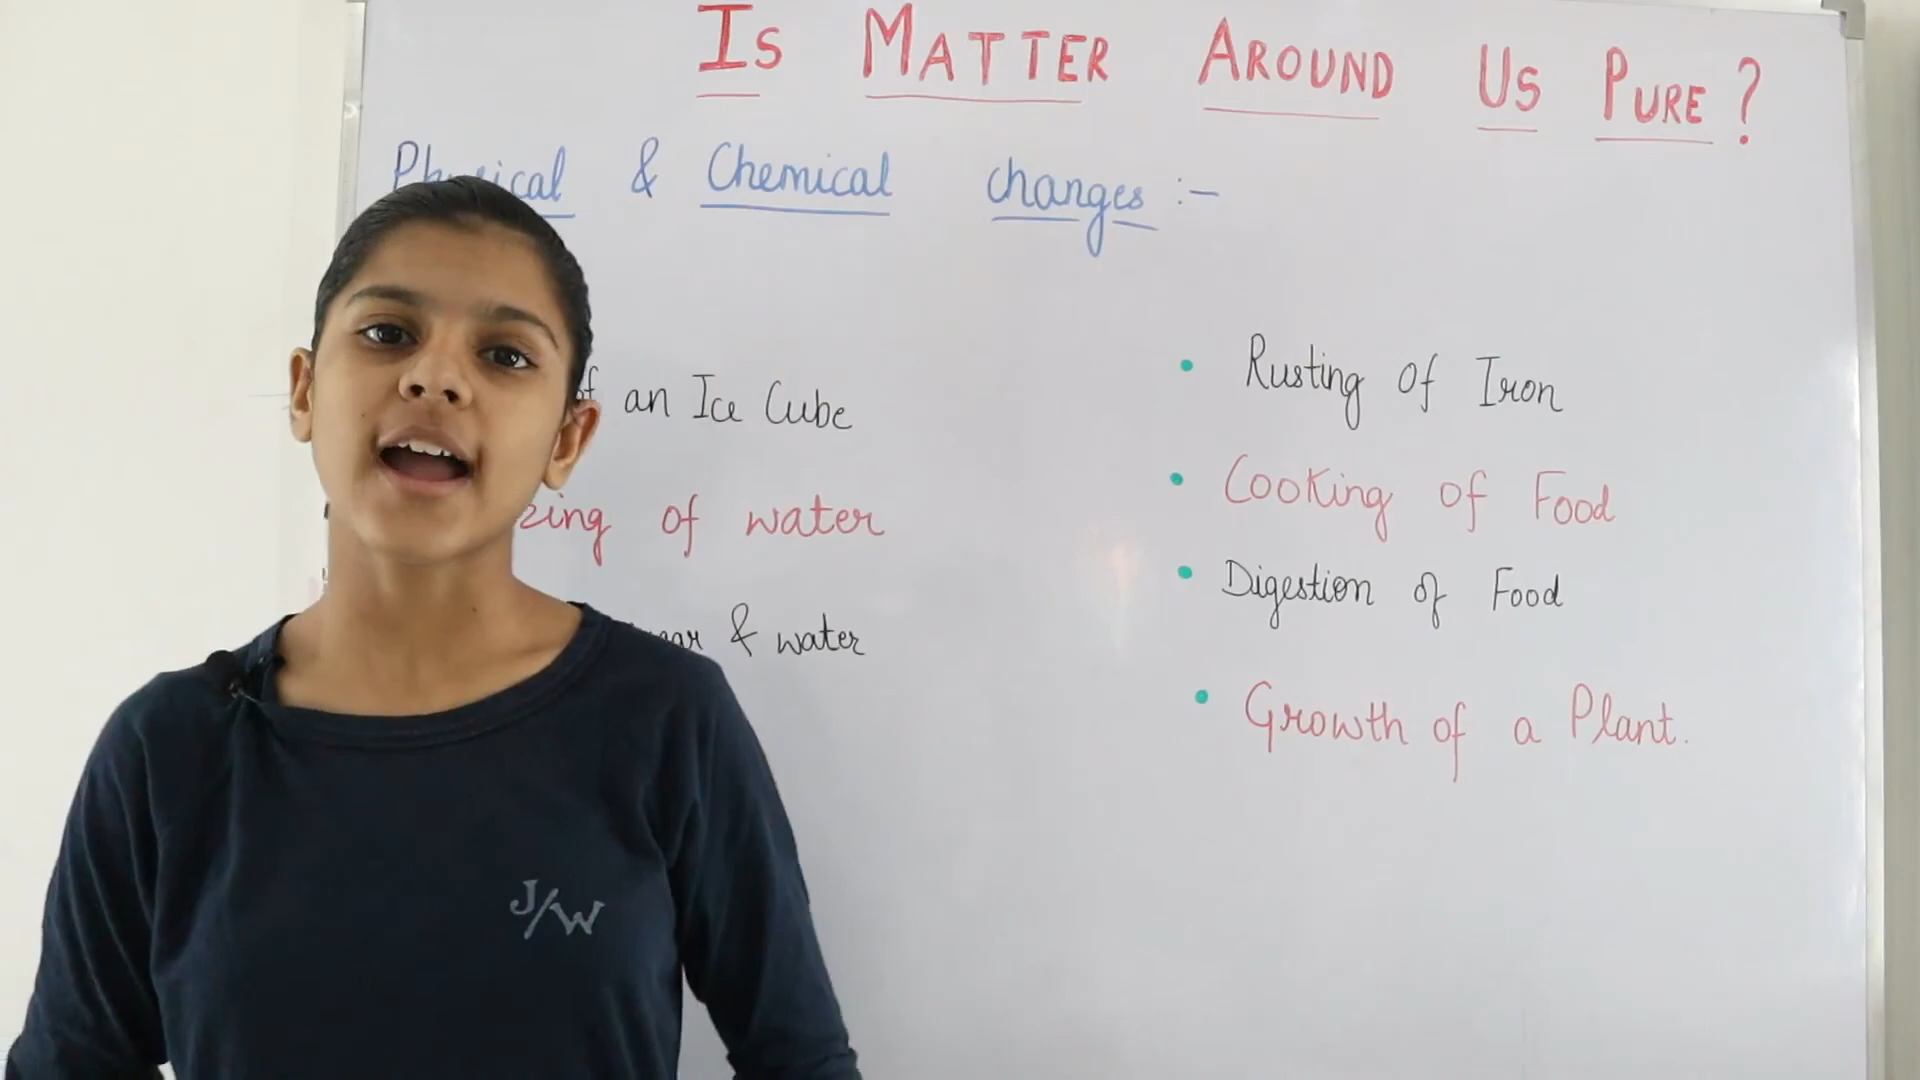 Is Matter Around Us Pure?
Physical & Chemical changes :-
an Ice Cube
of water
& water
• Rusting Of Iron
• Cooking of Food
• Digestion of Food
• Growth of a Plant.
J/W